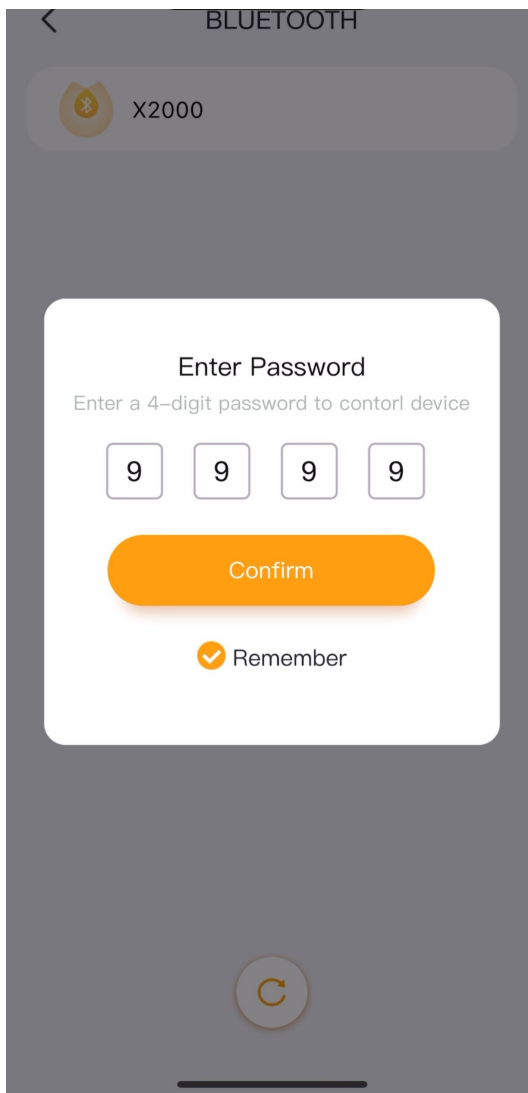 BLUETOOTH
X2000
Enter Password
Enter a 4-digit password to contorl device
9 9 9 9
Confirm
Remember